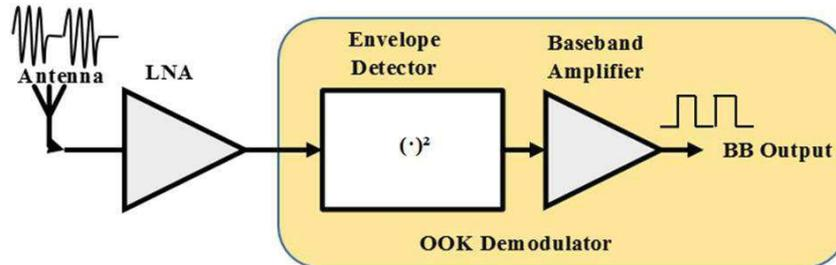 Antenna
LNA
Envelope
Detector
(·)²
Baseband
Amplifier
BB Output
OOK Demodulator